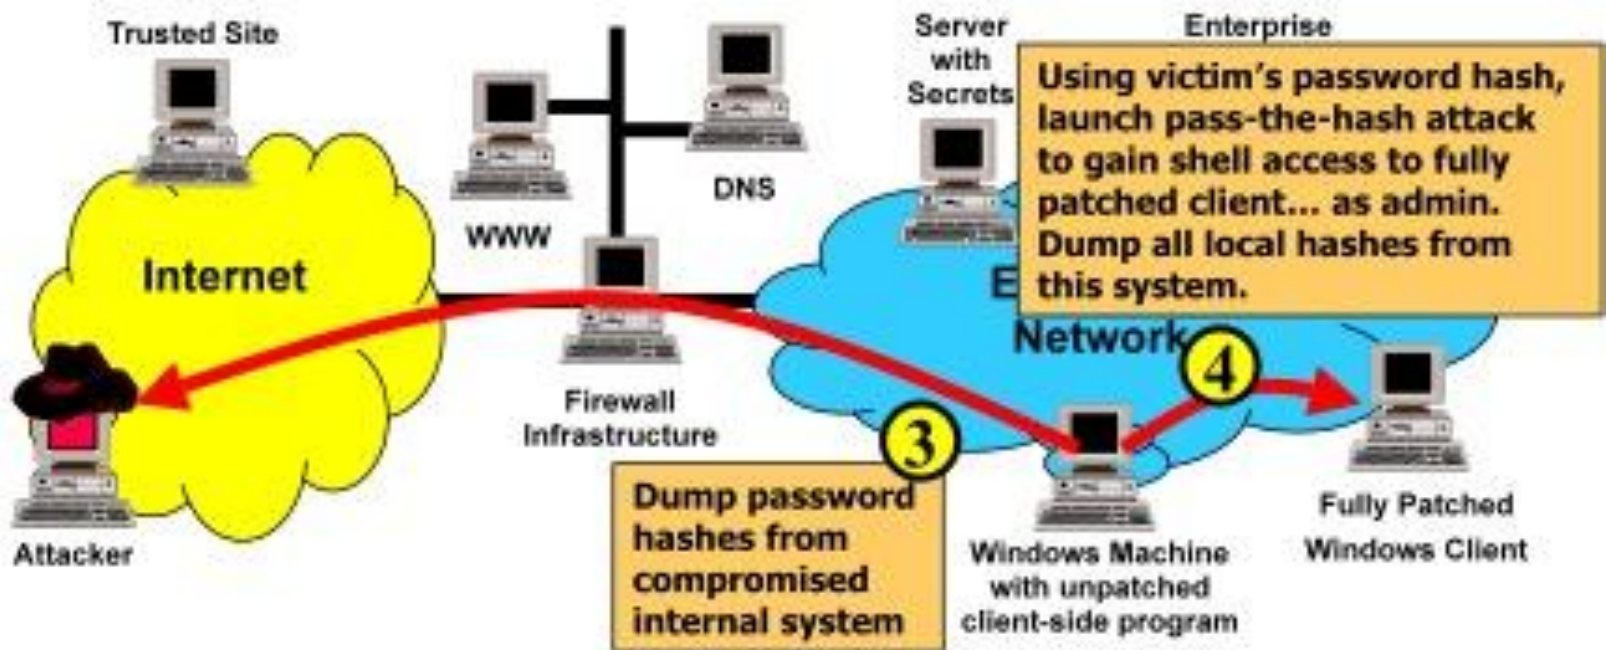 Trusted Site
WWW
DNS
Server
with
Secrets
Enterprise
Using victim's password hash,
launch pass-the-hash attack
to gain shell access to fully
patched client... as admin.
Dump all local hashes from
this system.
Internet
E
Network
4
3
Firewall
Infrastructure
Attacker
Dump password
hashes from
compromised
internal system
Windows Machine
with unpatched
client-side program
Fully Patched
Windows Client